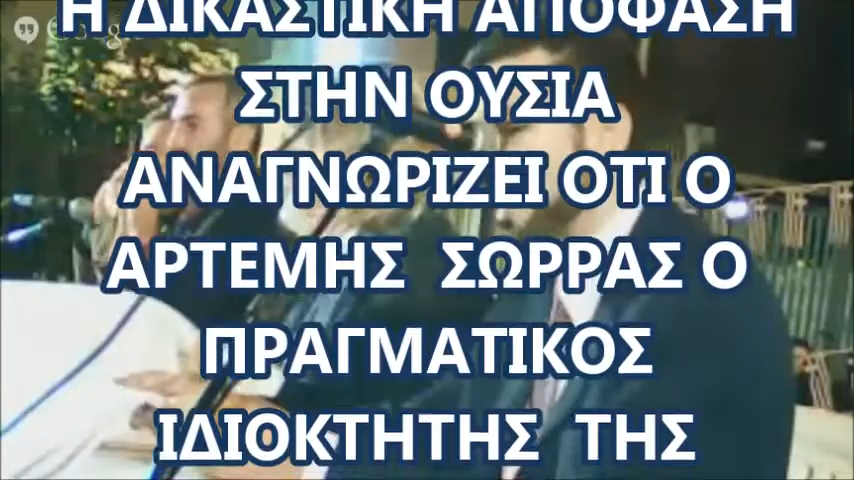 Η ΔΙΚΑΣΤΙΚΗ ΑΠΟΦΑΣΗ
ΣΤΗΝ ΟΥΣΙΑ
ΑΝΑΓΝΩΡΙΖΕΙ ΟΤΙ Ο
ΑΡΤΕΜΗΣ ΣΩΡΡΑΣ Ο
ΠΡΑΓΜΑΤΙΚΟΣ
ΙΔΙΟΚΤΗΤΗΣ ΤΗΣ